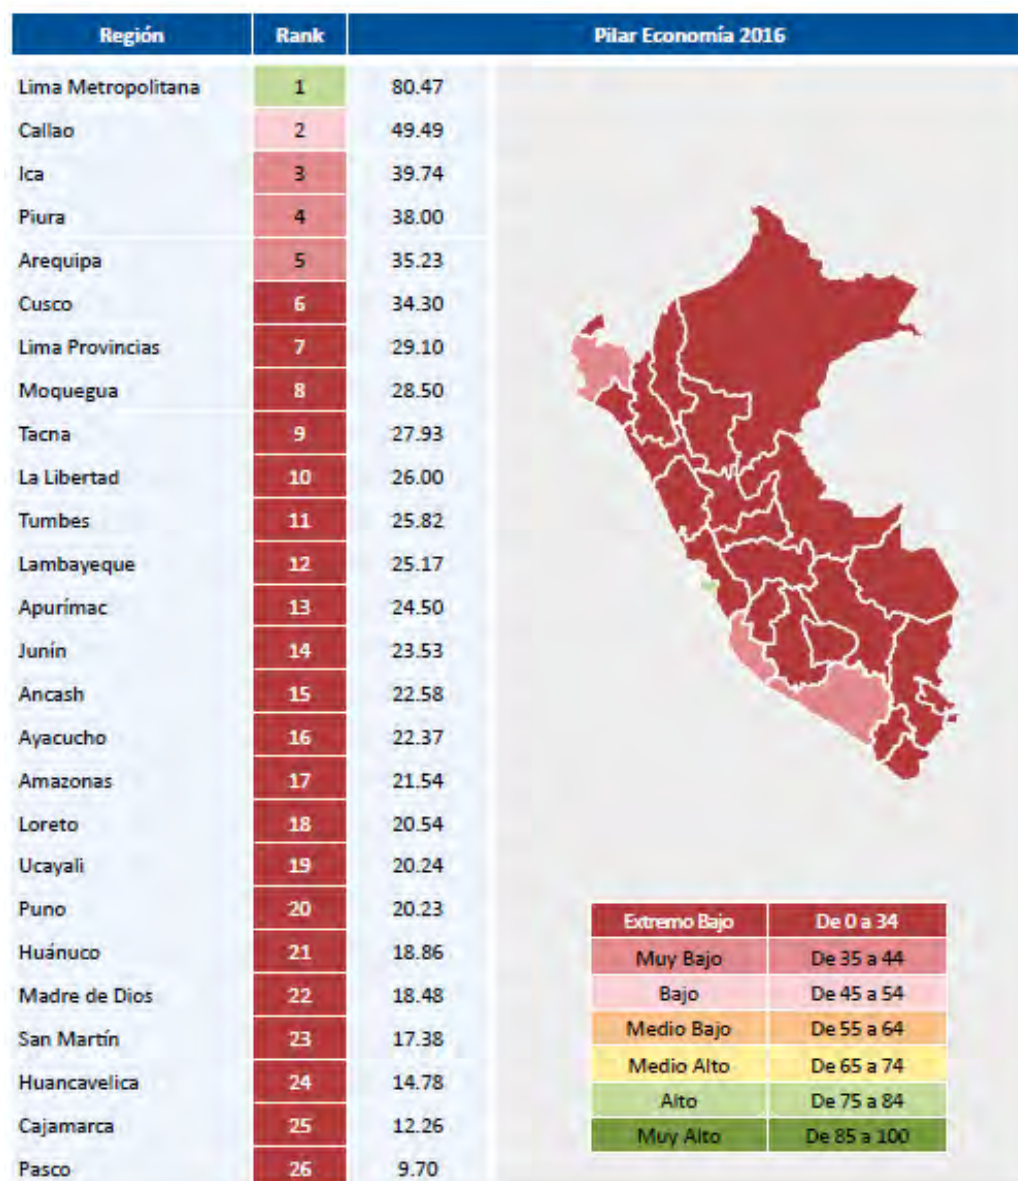 Región Rank Pilar Economía 2016
Lima Metropolitana 1 80.47
Callao 2 49.49
Ica 3 39.74
Piura 4 38.00
Arequipa 5 35.23
Cusco 6 34.30
Lima Provincias 7 29.10
Moquegua 8 28.50
Tacna 9 27.93
La Libertad 10 26.00
Tumbes 11 25.82
Lambayeque 12 25.17
Apurímac 13 24.50
Junín 14 23.53
Ancash 15 22.58
Ayacucho 16 22.37
Amazonas 17 21.54
Loreto 18 20.54
Ucayali 19 20.24
Puno 20 20.23
Huánuco 21 18.86
Madre de Dios 22 18.48
San Martín 23 17.38
Huancavelica 24 14.78
Cajamarca 25 12.26
Pasco 26 9.70
Extremo Bajo De 0 a 34
Muy Bajo De 35 a 44
Bajo De 45 a 54
Medio Bajo De 55 a 64
Medio Alto De 65 a 74
Alto De 75 a 84
Muy Alto De 85 a 100